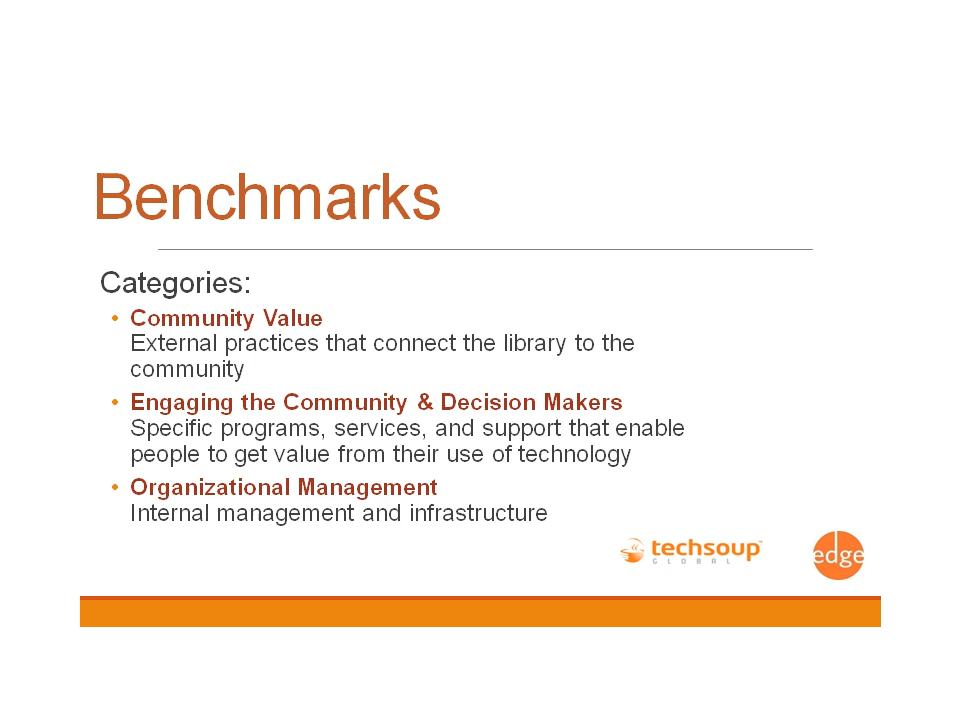 Benchmarks
Categories:
• Community Value
External practices that connect the library to the
community
• Engaging the Community & Decision Makers
Specific programs, services, and support that enable
people to get value from their use of technology
• Organizational Management
Internal management and infrastructure
techsoup™
GLOBAL
edge